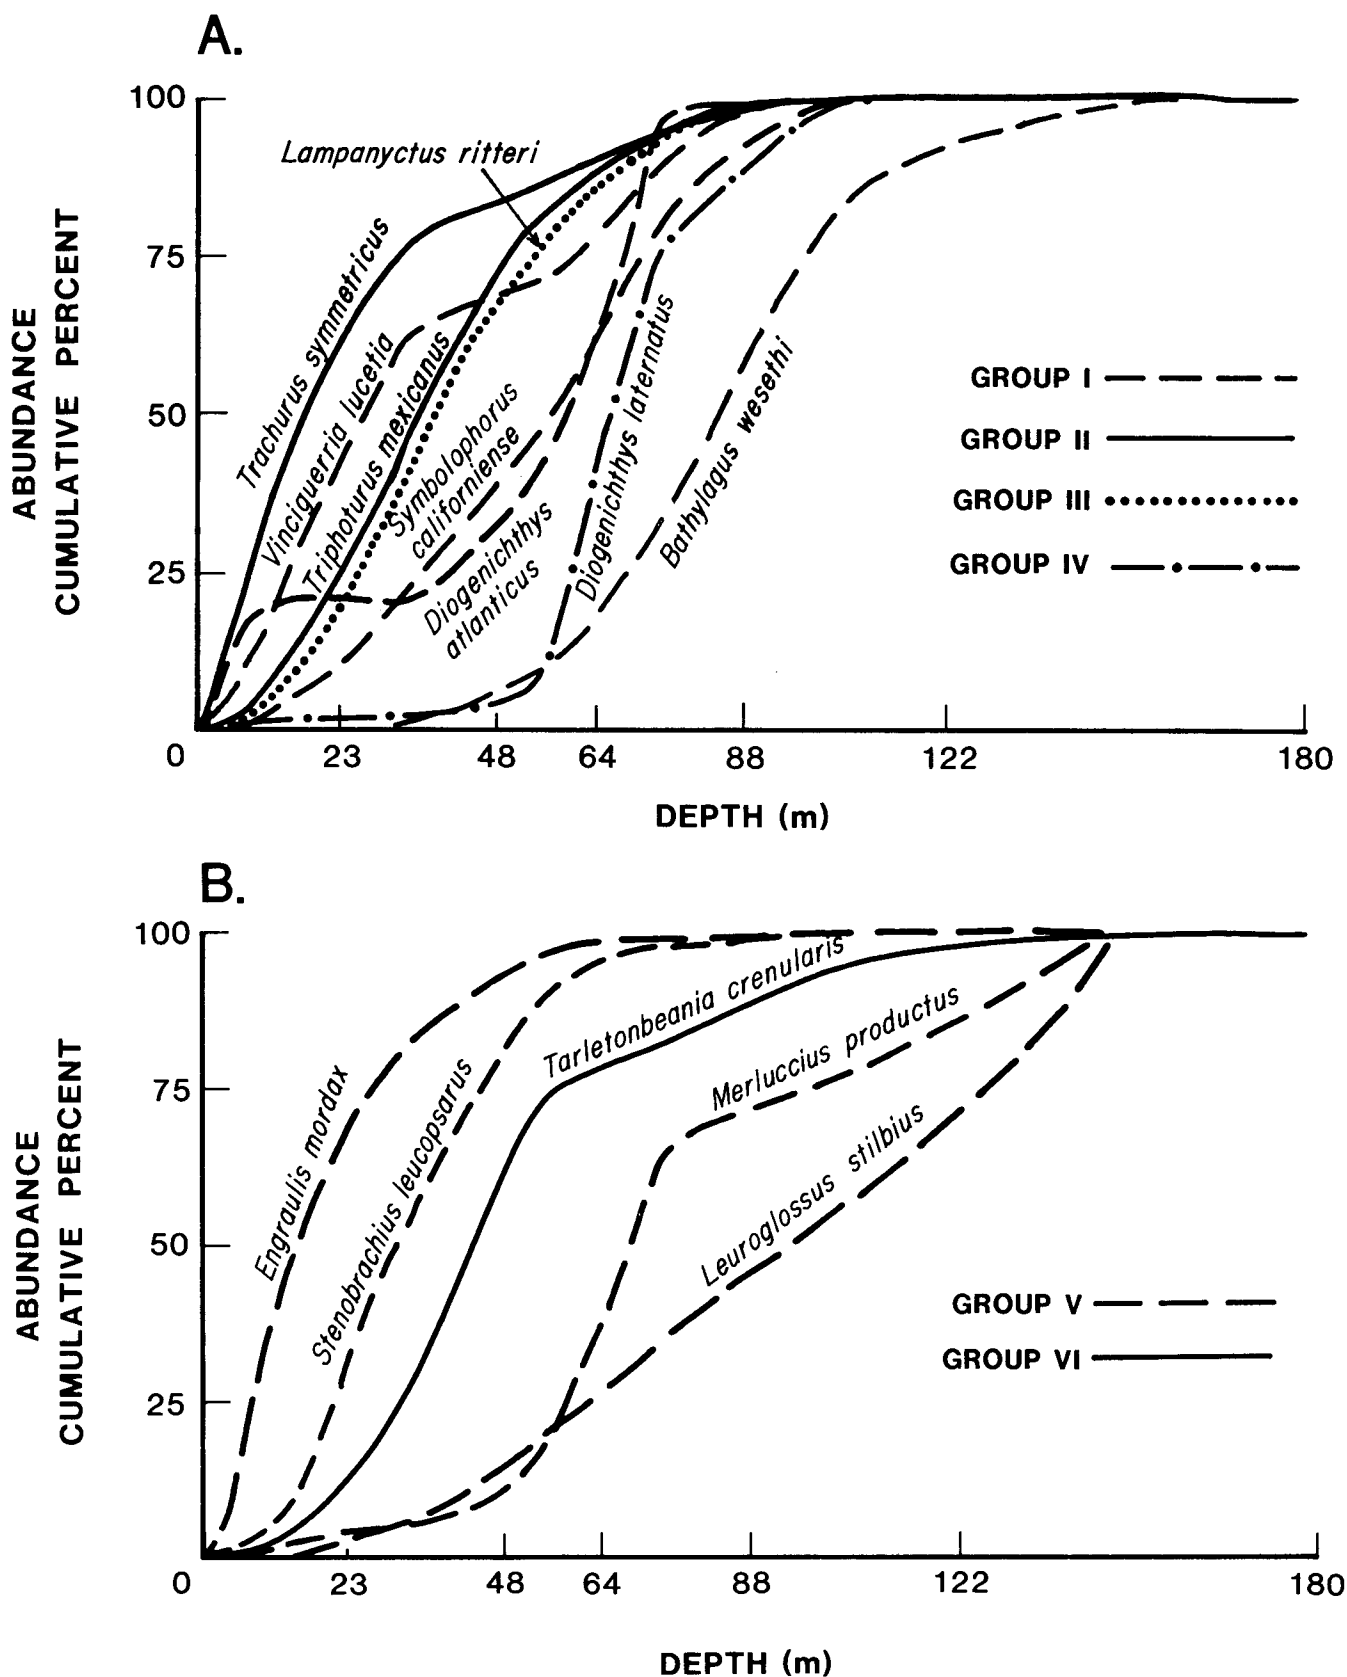 A.
100
75
50
25
0
23
48
64
88
122
180
ABUNDANCE
CUMULATIVE PERCENT
DEPTH (m)
Lampanyctus ritteri
Trachurus symmetricus
Vinciguerria lucetia
Triphoturus mexicanus
Symbolophorus
californiense
Diogenichthys
atlanticus
Diogenichthys laternatus
Bathylagus wesethi
GROUP I
GROUP II
GROUP III
GROUP IV
B.
100
75
50
25
0
23
48
64
88
122
180
ABUNDANCE
CUMULATIVE PERCENT
DEPTH (m)
Engraulis mordax
Stenobrachius leucopsarus
Tarletonbeania crenularis
Merluccius productus
Leuroglossus stilbius
GROUP V
GROUP VI